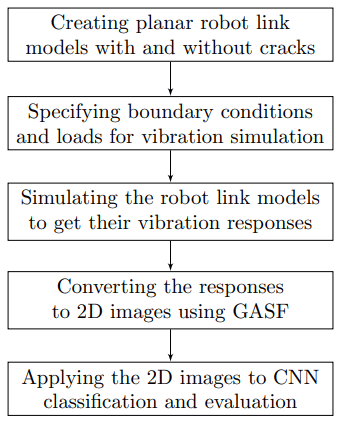 Creating planar robot link
models with and without cracks
Specifying boundary conditions
and loads for vibration simulation
Simulating the robot link models
to get their vibration responses
Converting the responses
to 2D images using GASF
Applying the 2D images to CNN
classification and evaluation